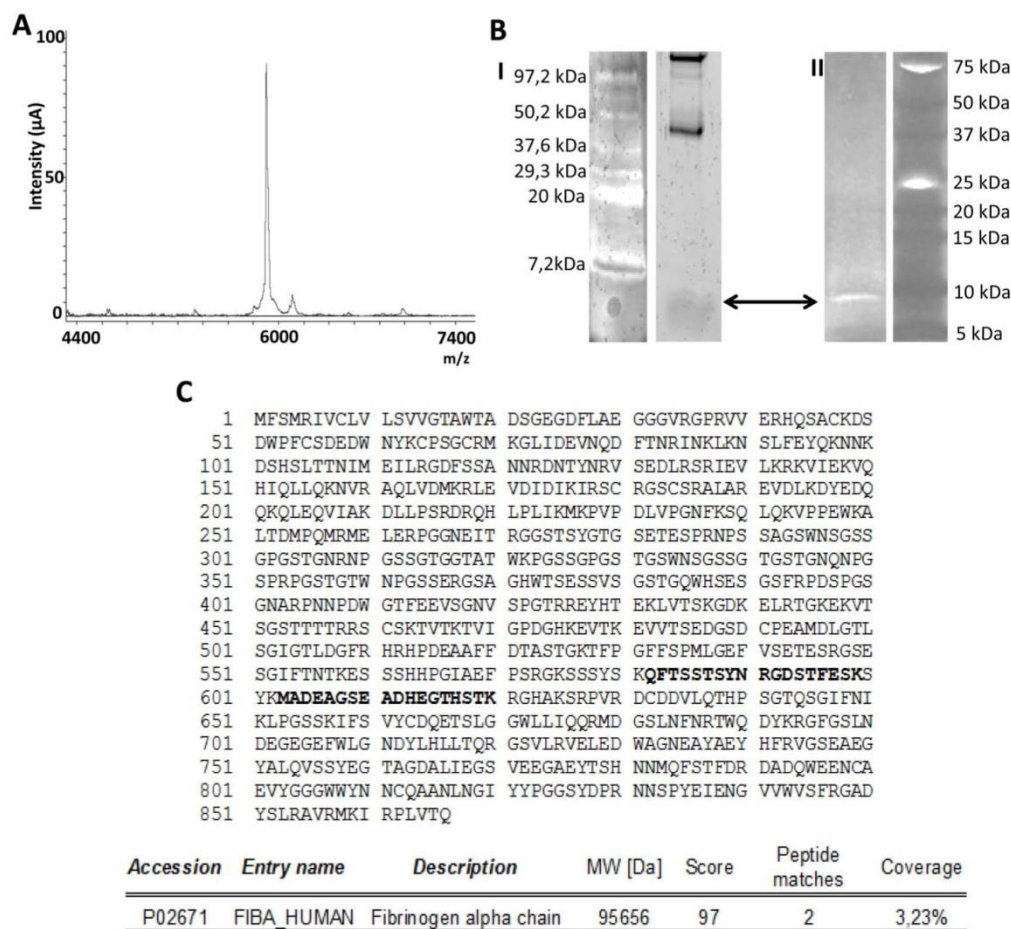 A
100
50
0
Intensity (µA)
4400
6000
7400
m/z
B
I
97,2 kDa
50,2 kDa
37,6 kDa
29,3 kDa
20 kDa
7,2kDa
II
75 kDa
50 kDa
37 kDa
25 kDa
20 kDa
15 kDa
10 kDa
5 kDa
C
1 MFSMRIVCLV LSVVGTAWTA DSGEGDFLAE GGGVRGPRVV ERHQSACKDS
51 DWPFCSDEDW NYKCPSGCRM KGLIDEVNQD FTNRINKLKN SLFEYQKNNK
101 DSHSLTTNIM EILRGDFSSA NNRDNTYNRV SEDLRSRIEV LKRKVIEKVQ
151 HIQLLQKNVR AQLVDMKRLE VDIDIKIRSC RGSCSRALAR EVDLKDYEDQ
201 QKQLEQVIAK DLLPSRDRQH LPLIKMKPVP DLVPGNFKSQ LQKVPPEWKA
251 LTDMPQMRME LERPGGNEIT RGGSTSYGTG SETESPRNPS SAGSWNSGSS
301 GPGSTGNRNP GSSGTGGTAT WKPGSSGPGS TGSWNSGSSG TGSTGNQNPG
351 SPRPGSTGTW NPGSSERGSA GHWTSESSVS GSTGQWHSES GSFRPDSPGS
401 GNARPNNPDW GTFEEVSGNV SPGTRREYHT EKLVTSKGDK ELRTGKEKVT
451 SGSTTTTRRS CSKTVTKTVI GPDGHKEVTK EVVTSEDGSD CPEAMDLGTL
501 SGIGTLDGFR HRHPDEAAFF DTASTGKTFP GFFSPMLGEF VSETESRGSE
551 SGIFTNTKES SSHHPGIAEF PSRGKSSSYS KQFTSSTSYN RGDSTFESKS
601 YKMADEAGSE ADHEGTHSTK RGHAKSRPVR DCDDVLQTHP SGTQSGIFNI
651 KLPGSSKIFS VYCDQETSLG GWLLIQQRMD GSLNFNRTWQ DYKRGFGSLN
701 DEGEGEFWLG NDYLHLLTQR GSVLRVELED WAGNEAYAEY HFRVGSEAEG
751 YALQVSSYEG TAGDALIEGS VEEGAEYTSH NNMQFSTFDR DADQWEENCA
801 EVYGGGWWYN NCQAANLNGI YYPGGSYDPR NNSPYEIENG VVWVSFRGAD
851 YSLRAVRMKI RPLVTQ
Accession Entry name Description MW [Da] Score Peptide matches Coverage
P02671 FIBA_HUMAN Fibrinogen alpha chain 95656 97 2 3,23%